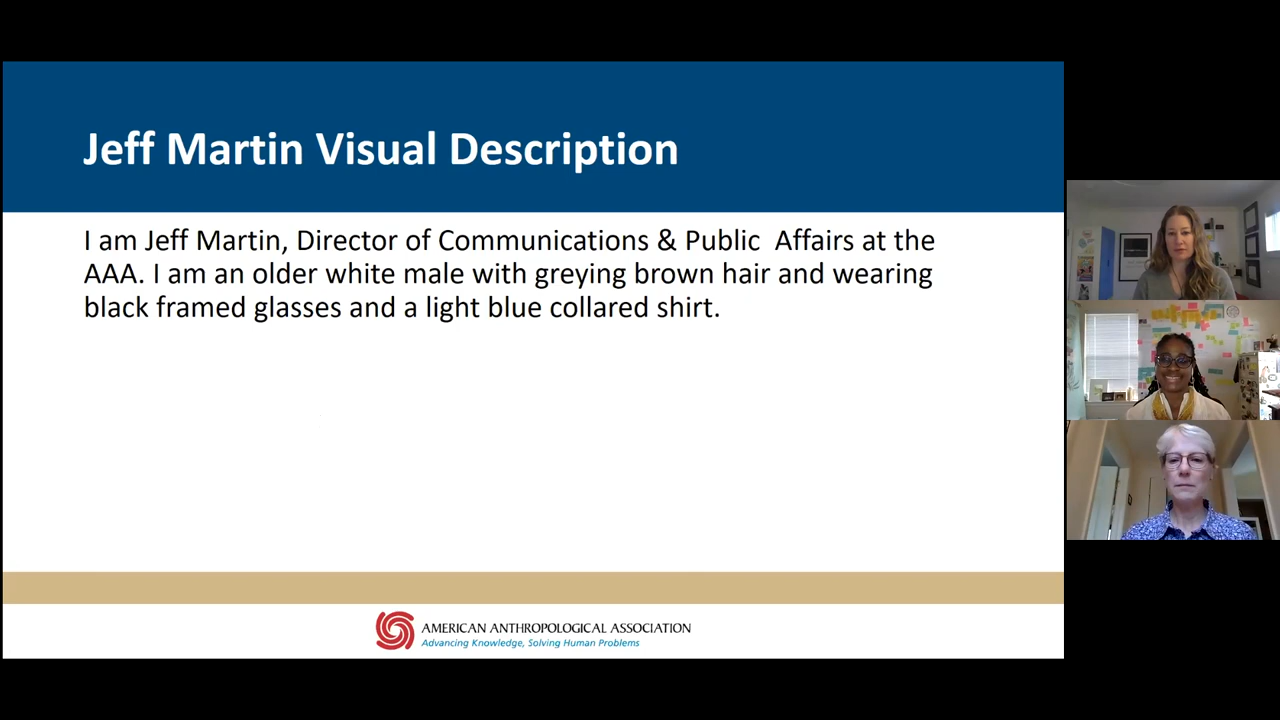 Jeff Martin Visual Description
I am Jeff Martin, Director of Communications & Public  Affairs at the
AAA. I am an older white male with greying brown hair and wearing
black framed glasses and a light blue collared shirt.
AMERICAN ANTHROPOLOGICAL ASSOCIATION
Advancing Knowledge, Solving Human Problems